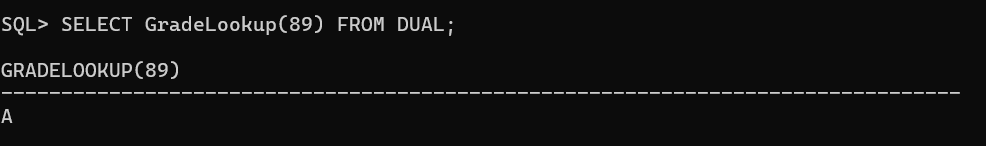 SQL> SELECT GradeLookup(89) FROM DUAL;
GRADELOOKUP(89)
--------------------------------------------------------------------------------
A